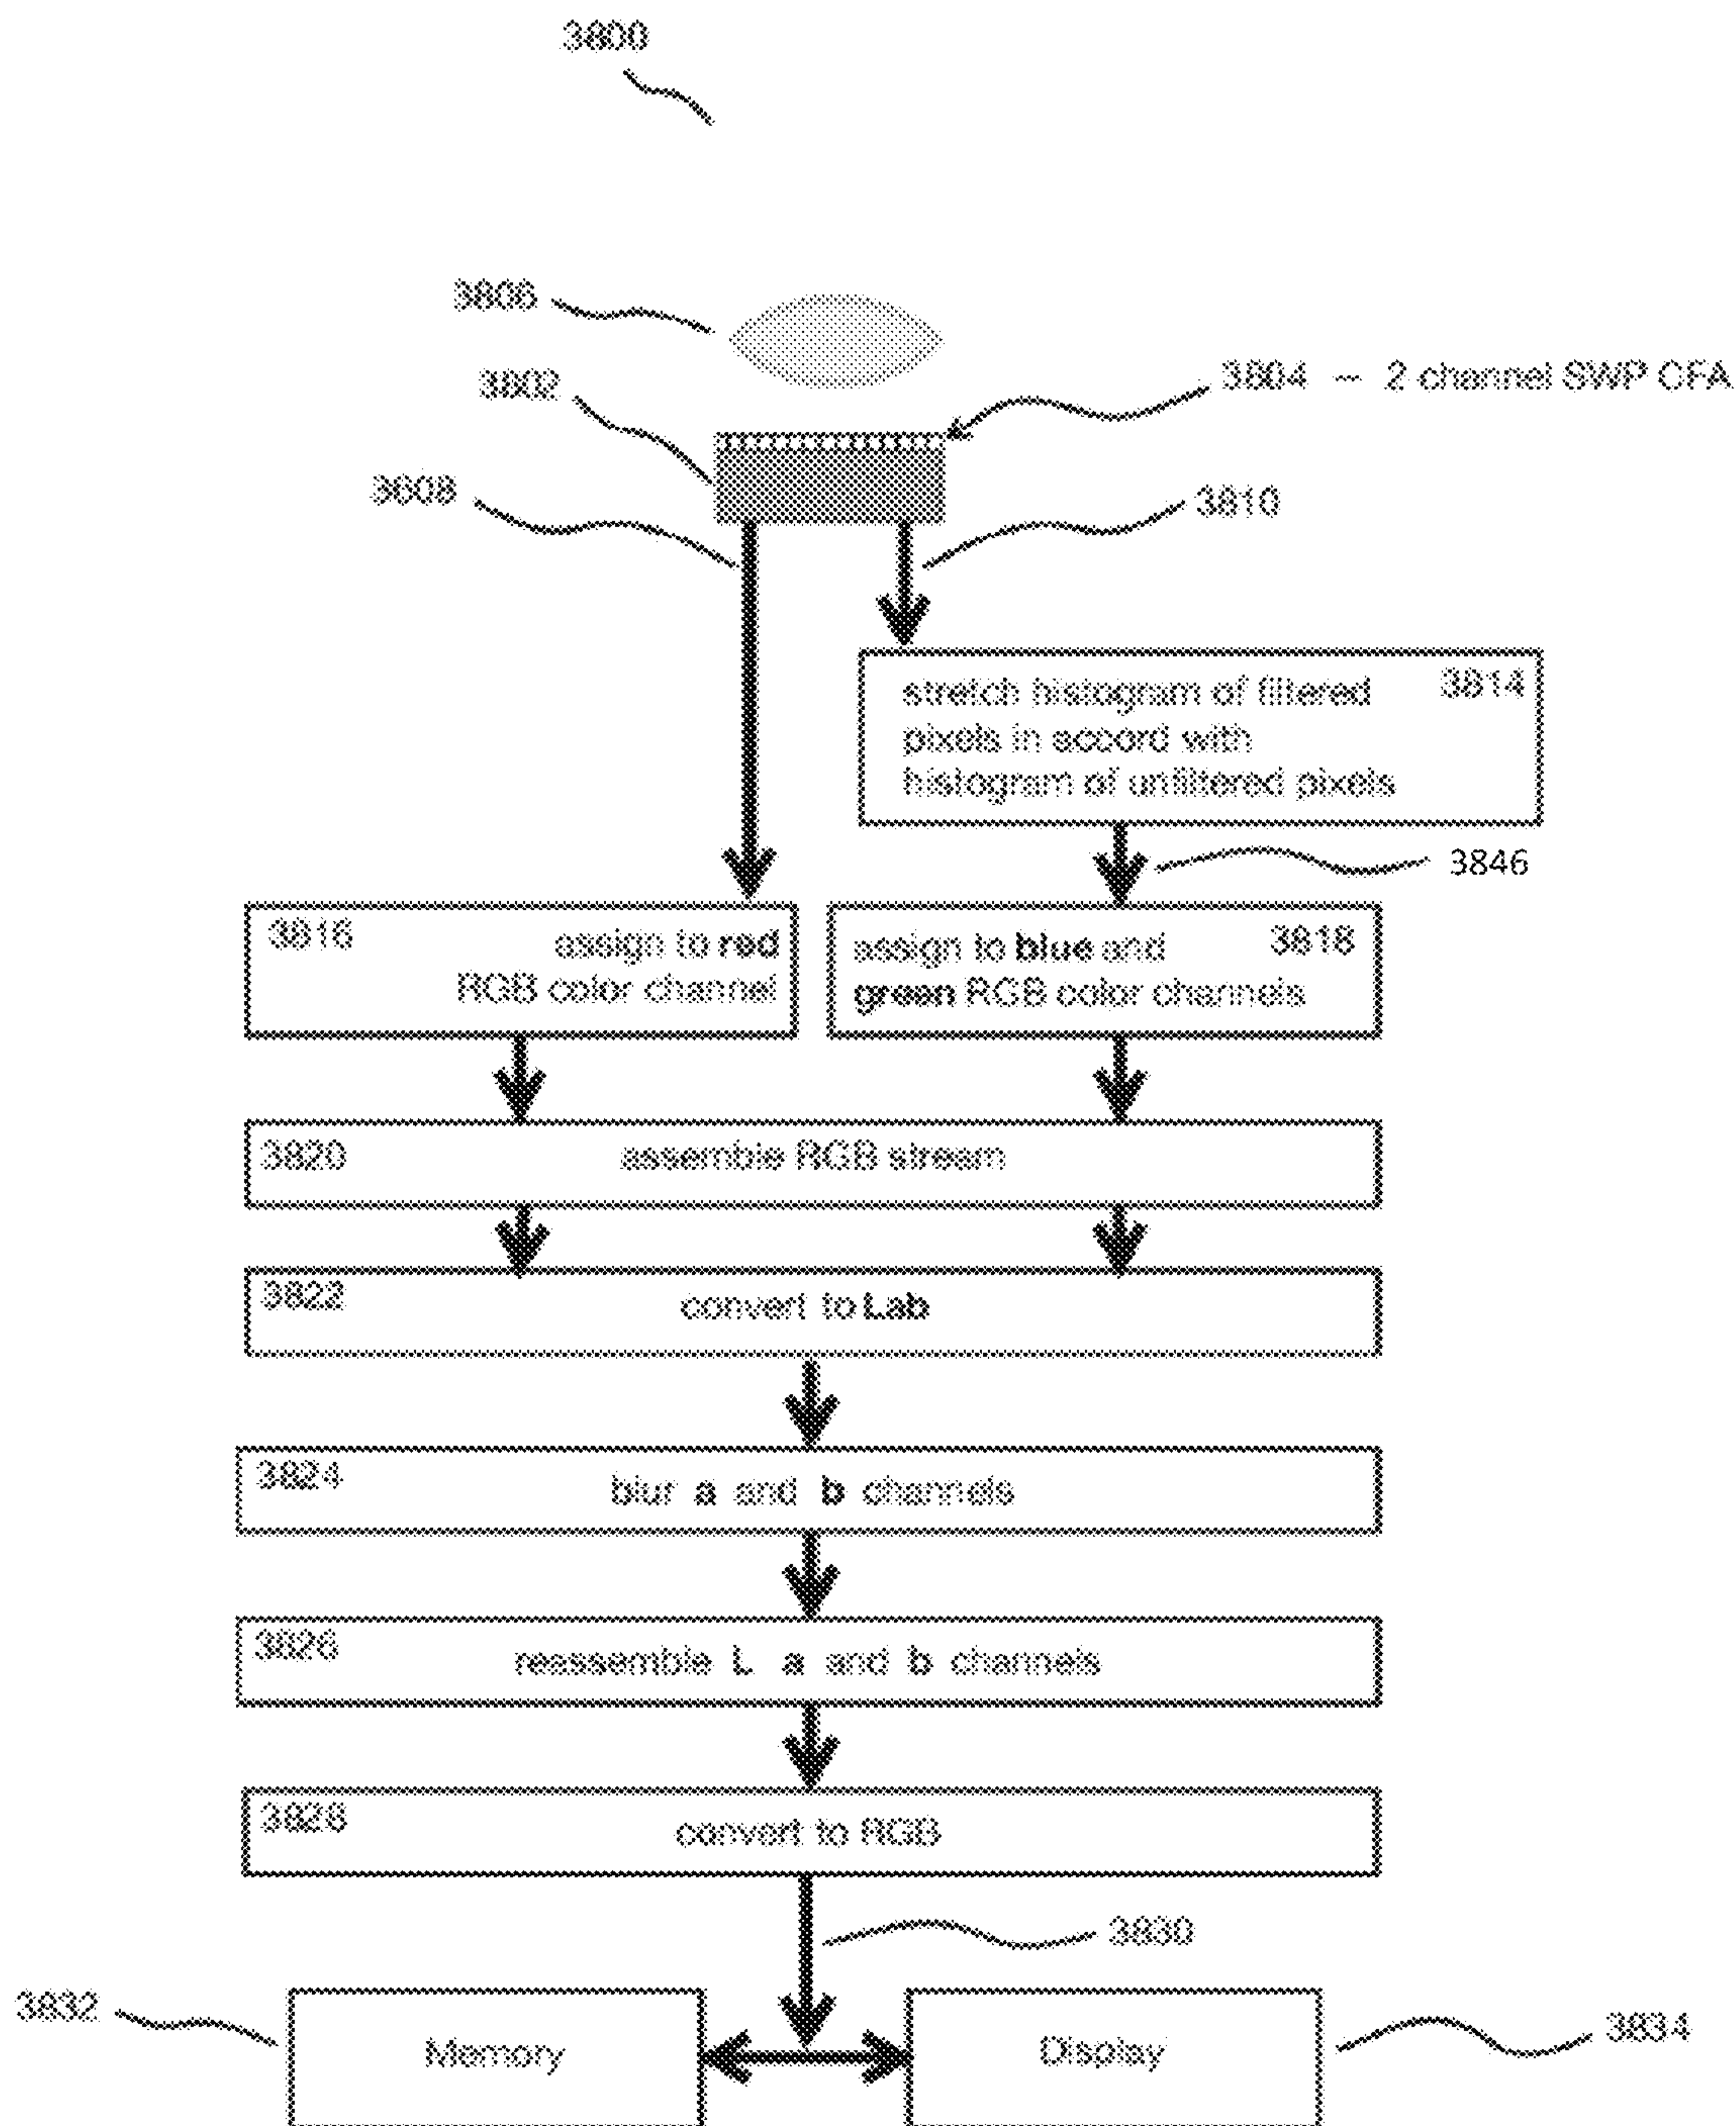 3800
3806
3802
3804 – 2 channel SWP CFA
3608
3810
stretch histogram of filtered 3814
pixels in accord with
histogram of unfiltered pixels
3846
3816 assign to red
RGB color channel
assign to blue and 3818
green RGB color channels
3820 assemble RGB stream
3822 convert to Lab
3824 blur a and b channels
3826 reassemble L a and b channels
3828 convert to RGB
3830
3832 Memory
Display 3834